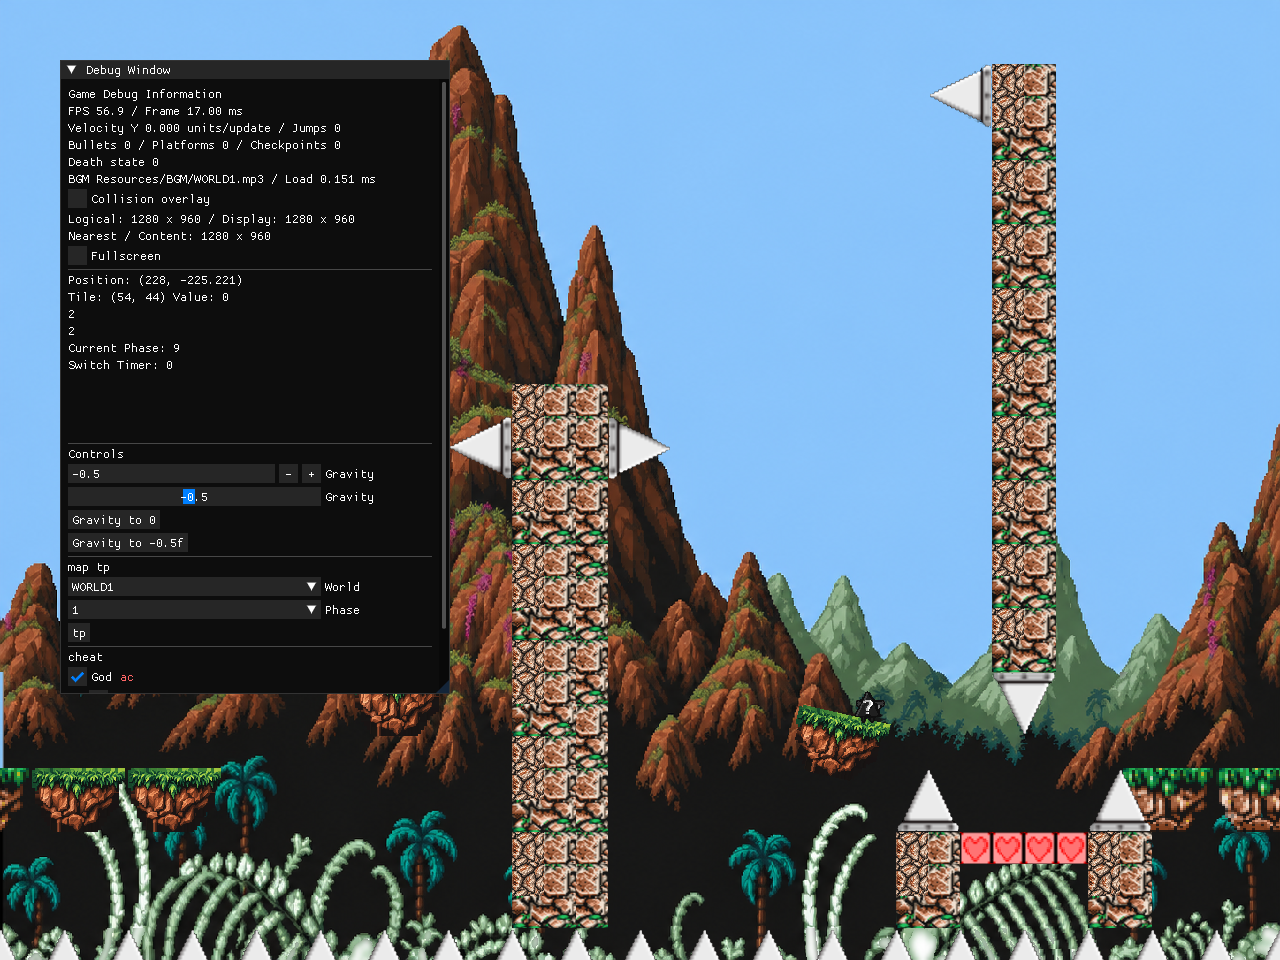 Debug Window
Game Debug Information
FPS 56.9 / Frame 17.00 ms
Velocity Y 0.000 units/update / Jumps 0
Bullets 0 / Platforms 0 / Checkpoints 0
Death state 0
BGM Resources/BGM/WORLD1.mp3 / Load 0.151 ms
Collision overlay
Logical: 1280 x 960 / Display: 1280 x 960
Nearest / Content: 1280 x 960
Fullscreen
Position: (228, -225.221)
Tile: (54, 44) Value: 0
2
2
Current Phase: 9
Switch Timer: 0
Controls
-0.5 - + Gravity
-0.5 Gravity
Gravity to 0
Gravity to -0.5f
map tp
WORLD1 World
1 Phase
tp
cheat
God ac
?